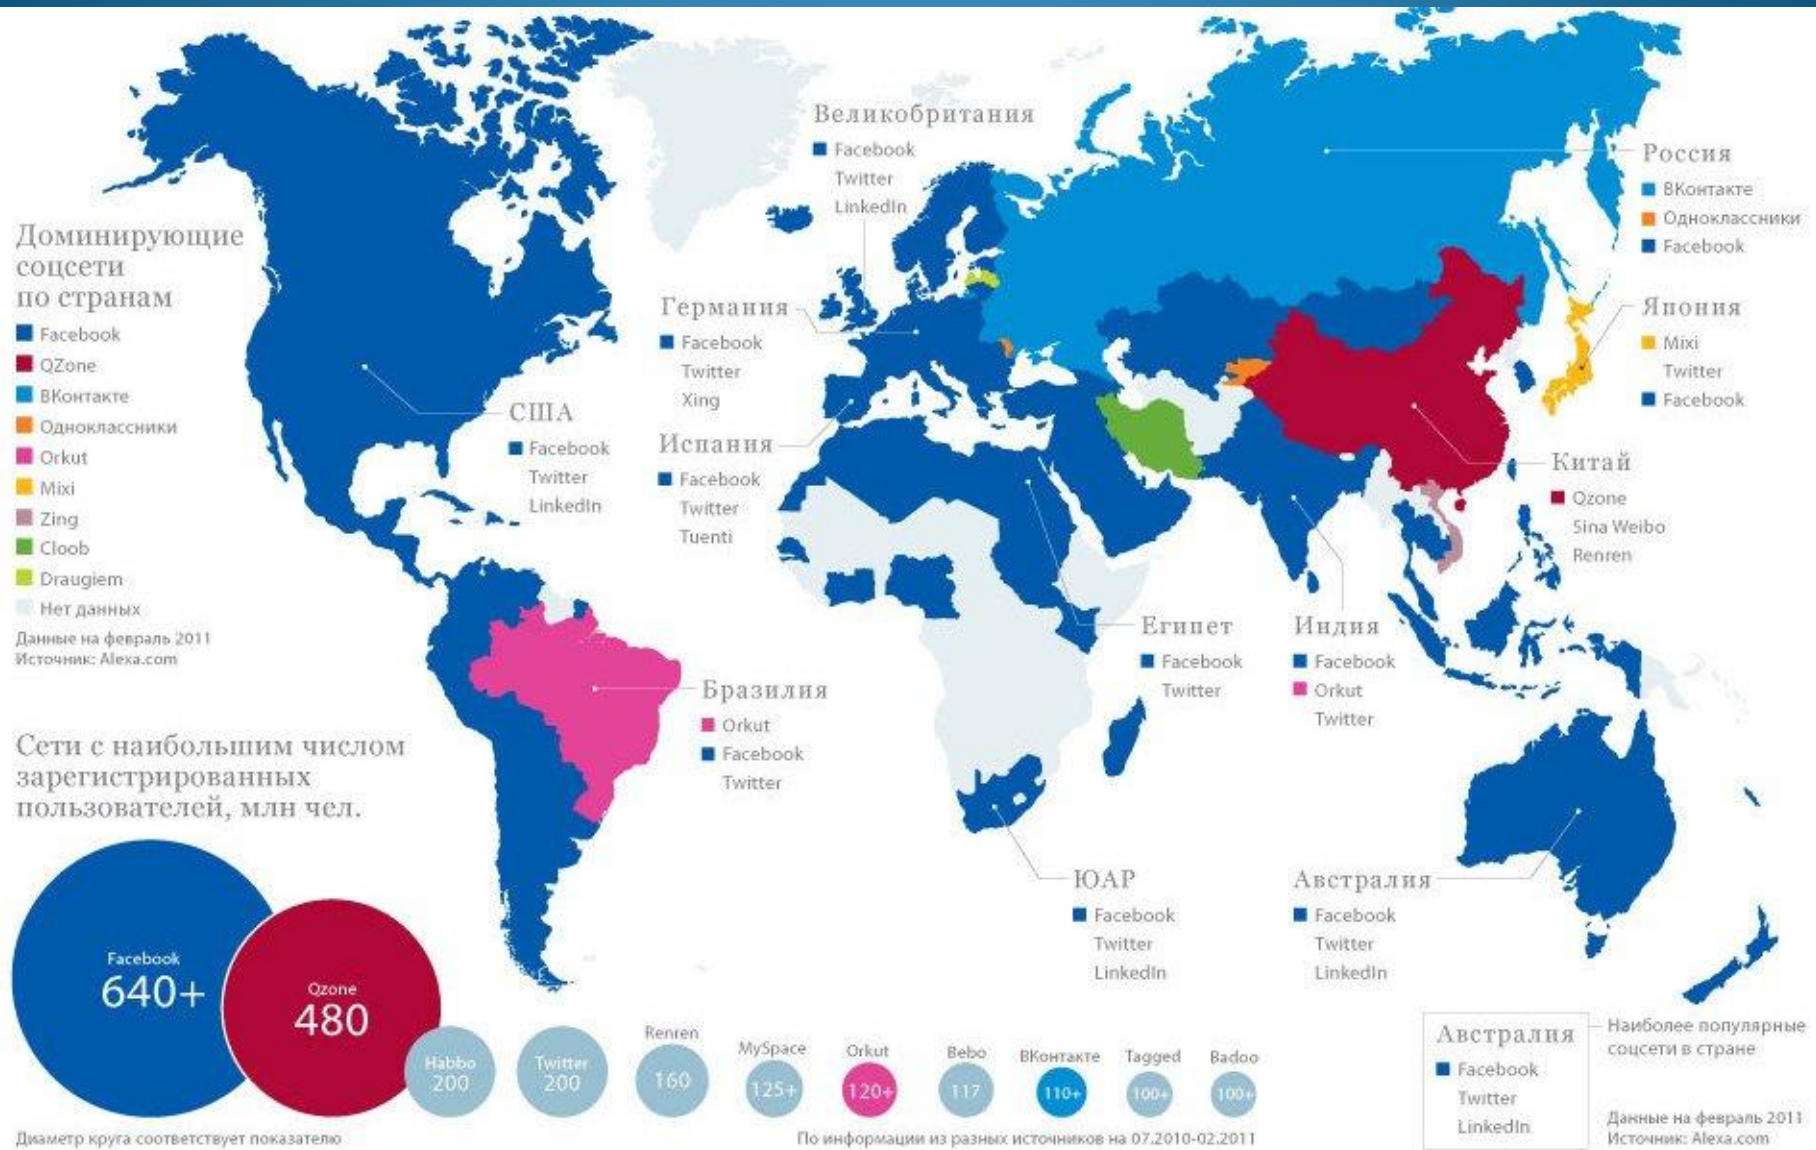 Великобритания
Facebook
Twitter
LinkedIn
Россия
ВКонтакте
Одноклассники
Facebook
Доминирующие
соцсети
по странам
Facebook
QZone
ВКонтакте
Одноклассники
Orkut
Mixi
Zing
Cloob
Draugiem
Нет данных
Данные на февраль 2011
Источник: Alexa.com
Германия
Facebook
Twitter
Xing
Япония
Mixi
Twitter
Facebook
США
Facebook
Twitter
LinkedIn
Испания
Facebook
Twitter
Tuenti
Китай
Qzone
Sina Weibo
Renren
Египет
Facebook
Twitter
Индия
Facebook
Orkut
Twitter
Бразилия
Orkut
Facebook
Twitter
Сети с наибольшим числом
зарегистрированных
пользователей, млн чел.
ЮАР
Facebook
Twitter
LinkedIn
Австралия
Facebook
Twitter
LinkedIn
Facebook
640+
Qzone
480
Habbo
200
Twitter
200
Renren
160
MySpace
125+
Orkut
120+
Bebo
117
ВКонтакте
110+
Tagged
100+
Badoo
100+
Австралия
Facebook
Twitter
LinkedIn
Наиболее популярные
соцсети в стране
Данные на февраль 2011
Источник: Alexa.com
Диаметр круга соответствует показателю
По информации из разных источников на 07.2010-02.2011